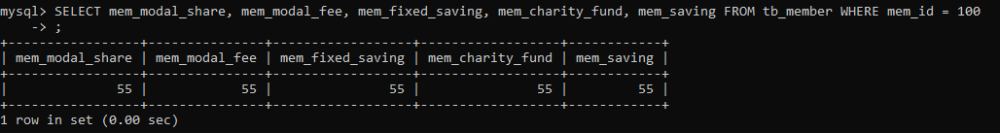 mysql> SELECT mem_modal_share, mem_modal_fee, mem_fixed_saving, mem_charity_fund, mem_saving FROM tb_member WHERE mem_id = 100
    -> ;
+-----------------+---------------+------------------+------------------+------------+
| mem_modal_share | mem_modal_fee | mem_fixed_saving | mem_charity_fund | mem_saving |
+-----------------+---------------+------------------+------------------+------------+
|              55 |            55 |               55 |               55 |         55 |
+-----------------+---------------+------------------+------------------+------------+
1 row in set (0.00 sec)